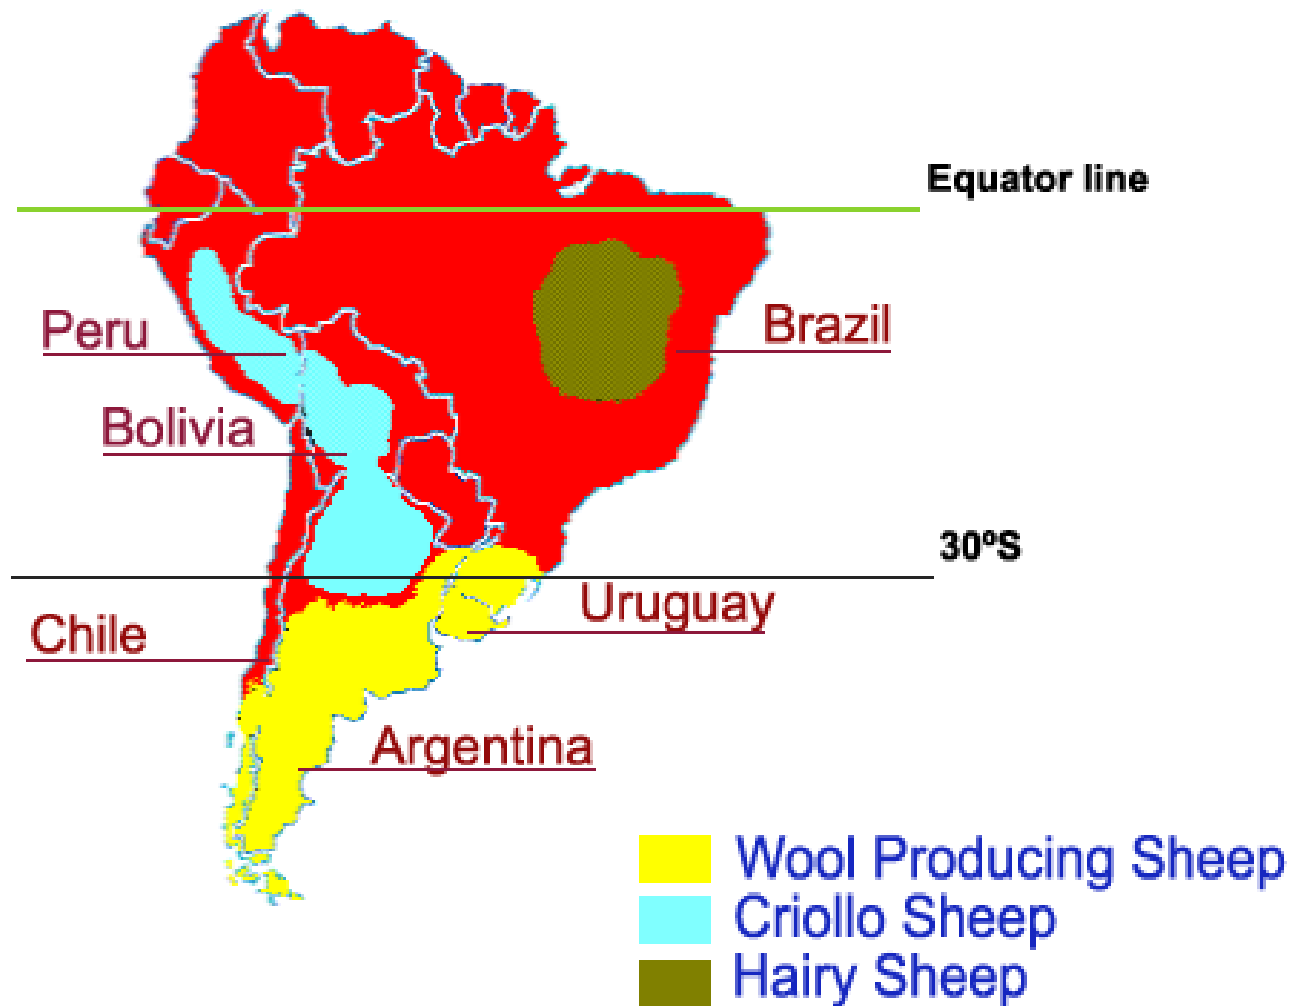 Equator line
Peru
Brazil
Bolivia
30ºS
Uruguay
Chile
Argentina
Wool Producing Sheep
Criollo Sheep
Hairy Sheep